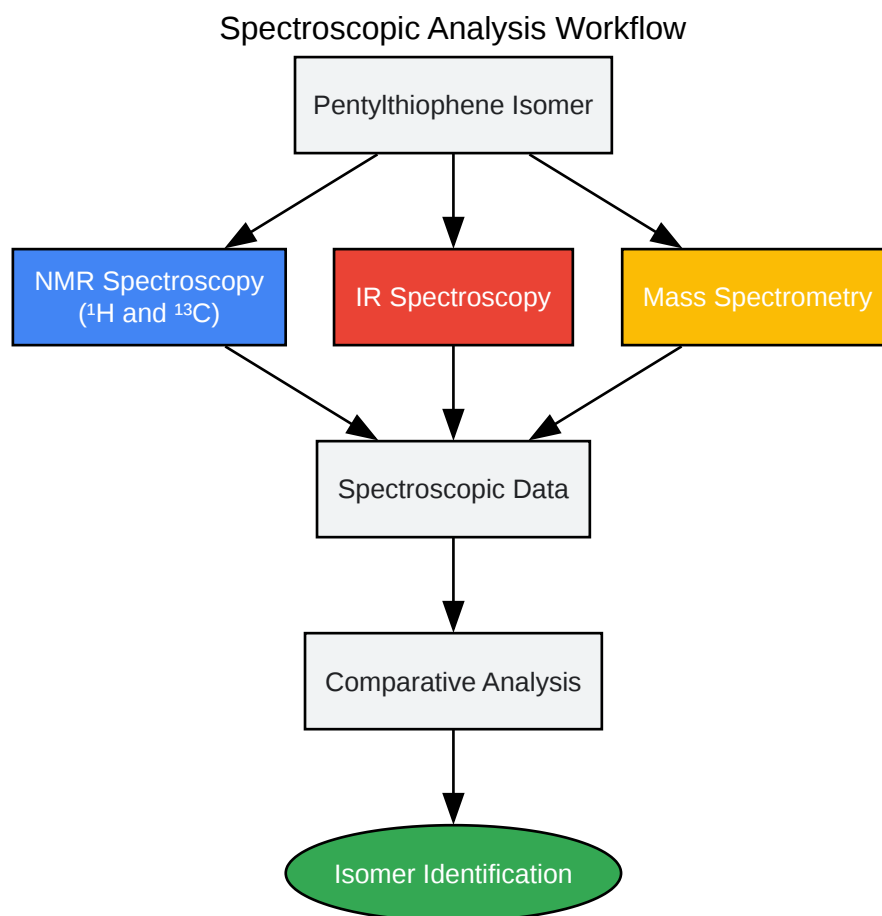 Spectroscopic Analysis Workflow
Pentylthiophene Isomer
NMR Spectroscopy
(¹H and ¹³C)
IR Spectroscopy
Mass Spectrometry
Spectroscopic Data
Comparative Analysis
Isomer Identification